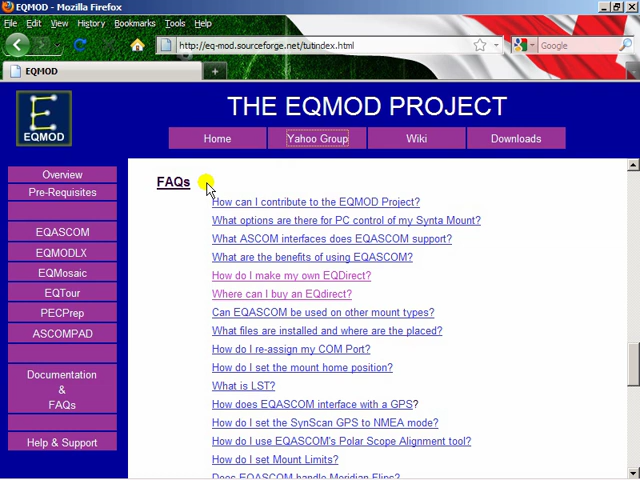 EQMOD - Mozilla Firefox
File Edit View History Bookmarks Tools Help
http://eq-mod.sourceforge.net/tutindex.html
Google
EQMOD
EQMOD
THE EQMOD PROJECT
Home Yahoo Group Wiki Downloads
Overview
Pre-Requisites
EQASCOM
EQMODLX
EQMosaic
EQTour
PECPrep
ASCOMPAD
Documentation
&
FAQs
Help & Support
FAQs
How can I contribute to the EQMOD Project?
What options are there for PC control of my Synta Mount?
What ASCOM interfaces does EQASCOM support?
What are the benefits of using EQASCOM?
How do I make my own EQDirect?
Where can I buy an EQdirect?
Can EQASCOM be used on other mount types?
What files are installed and where are the placed?
How do I re-assign my COM Port?
How do I set the mount home position?
What is LST?
How does EQASCOM interface with a GPS?
How do I set the SynScan GPS to NMEA mode?
How do I use EQASCOM's Polar Scope Alignment tool?
How do I set Mount Limits?
Does EQASCOM handle Meridian Flips?